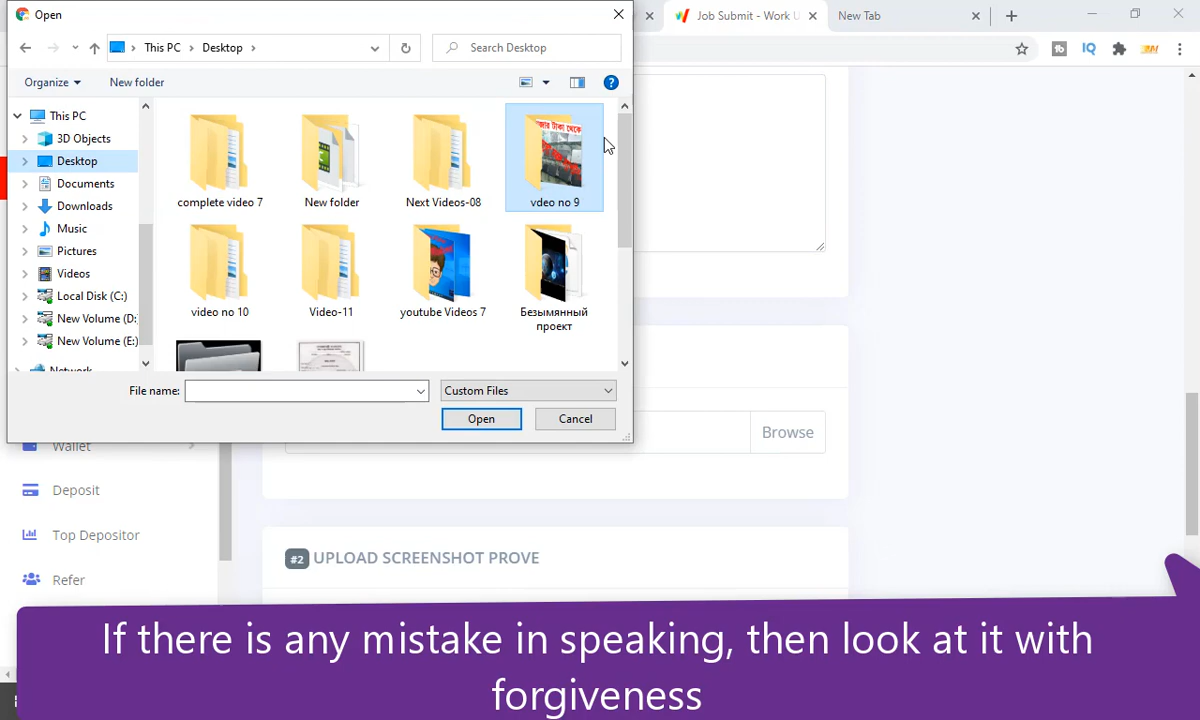 Open
Job Submit - Work U
New Tab
This PC
Desktop
Search Desktop
IQ
Organize
New folder
This PC
3D Objects
Desktop
Documents
Downloads
Music
Pictures
Videos
Local Disk (C:)
New Volume (D:
New Volume (E:)
Network
টাকা থেকে
complete video 7
New folder
Next Videos-08
vdeo no 9
video no 10
Video-11
youtube Videos 7
Безымянный
проект
File name:
Custom Files
Open
Cancel
Browse
Wallet
Deposit
Top Depositor
Refer
#2 UPLOAD SCREENSHOT PROVE
If there is any mistake in speaking, then look at it with
forgiveness